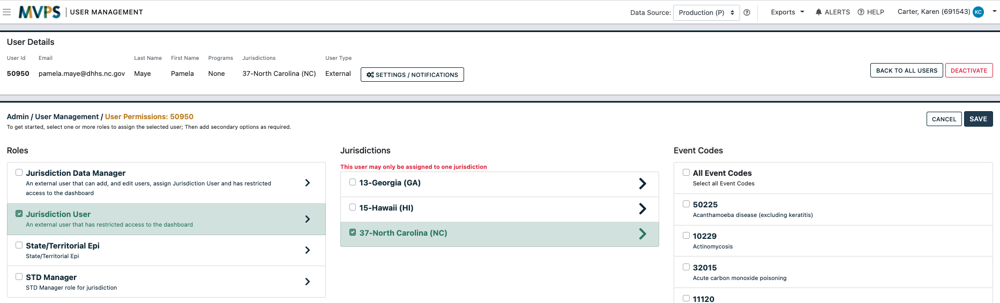 MVPS | USER MANAGEMENT
Data Source: Production (P)
Exports
ALERTS
HELP
Carter, Karen (691543) KC
User Details
User Id Email Last Name First Name Programs Jurisdictions User Type
50950 pamela.maye@dhhs.nc.gov Maye Pamela None 37-North Carolina (NC) External
SETTINGS / NOTIFICATIONS
BACK TO ALL USERS
DEACTIVATE
Admin / User Management / User Permissions: 50950
To get started, select one or more roles to assign the selected user; Then add secondary options as required.
CANCEL
SAVE
Roles
Jurisdiction Data Manager
An external user that can add, and edit users, assign Jurisdiction User and has restricted
access to the dashboard
Jurisdiction User
An external user that has restricted access to the dashboard
State/Territorial Epi
State/Territorial Epi
STD Manager
STD Manager role for jurisdiction
Jurisdictions
This user may only be assigned to one jurisdiction
13-Georgia (GA)
15-Hawaii (HI)
37-North Carolina (NC)
Event Codes
All Event Codes
Select all Event Codes
50225
Acanthamoeba disease (excluding keratitis)
10229
Actinomycosis
32015
Acute carbon monoxide poisoning
11120